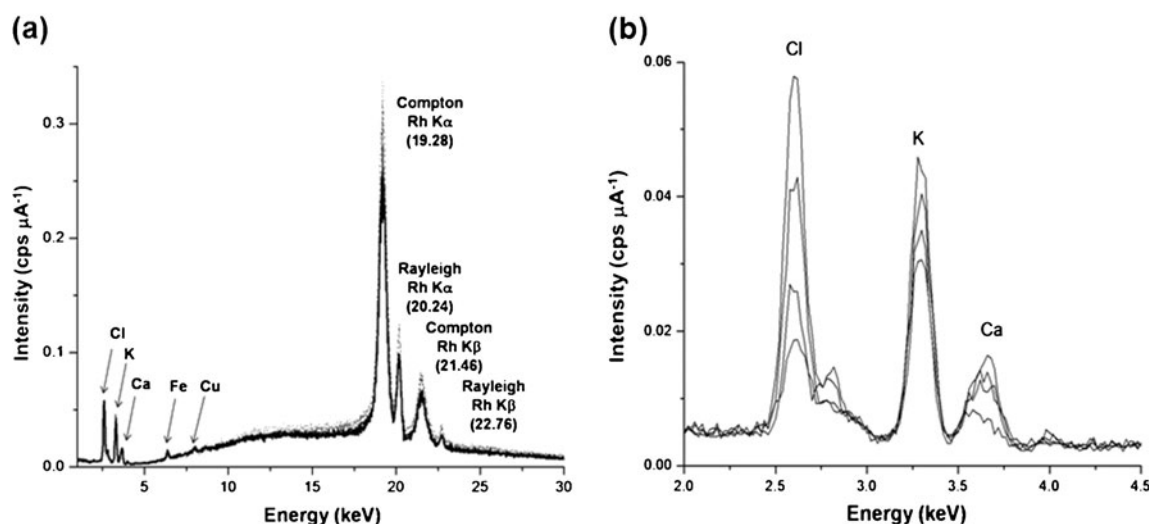 (a)
Intensity (cps μA⁻¹)
0.3
0.2
0.1
0.0
5
10
15
20
25
30
Energy (keV)
Cl
K
Ca
Fe
Cu
Compton
Rh Kα
(19.28)
Rayleigh
Rh Kα
(20.24)
Compton
Rh Kβ
(21.46)
Rayleigh
Rh Kβ
(22.76)
(b)
Intensity (cps μA⁻¹)
0.06
0.04
0.02
0.00
2.0
2.5
3.0
3.5
4.0
4.5
Energy (keV)
Cl
K
Ca